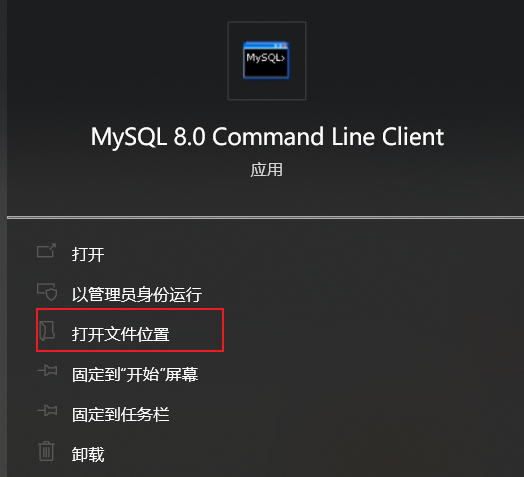 MySQL>
MySQL 8.0 Command Line Client
应用
打开
以管理员身份运行
打开文件位置
固定到"开始"屏幕
固定到任务栏
卸载